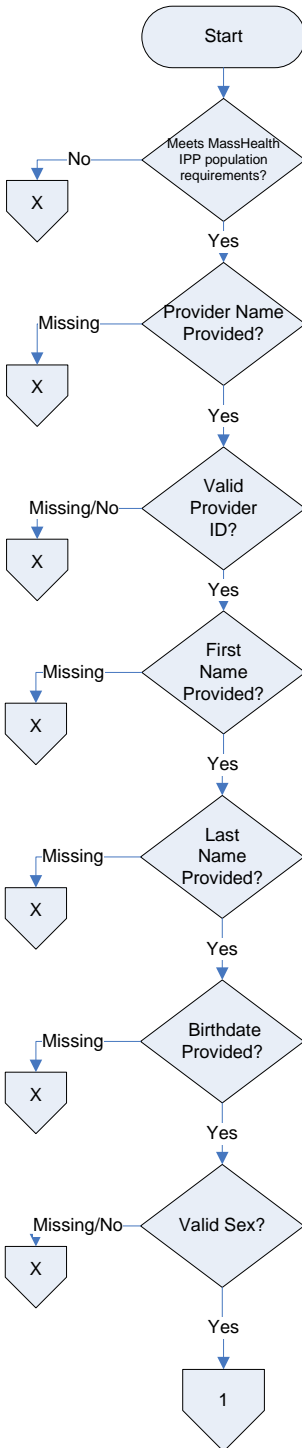 Start
Meets MassHealth
IPP population
requirements?
No
X
Yes
Provider Name
Provided?
Missing
X
Yes
Valid
Provider
ID?
Missing/No
X
Yes
First
Name
Provided?
Missing
X
Yes
Last
Name
Provided?
Missing
X
Yes
Birthdate
Provided?
Missing
X
Yes
Valid Sex?
Missing/No
X
Yes
1